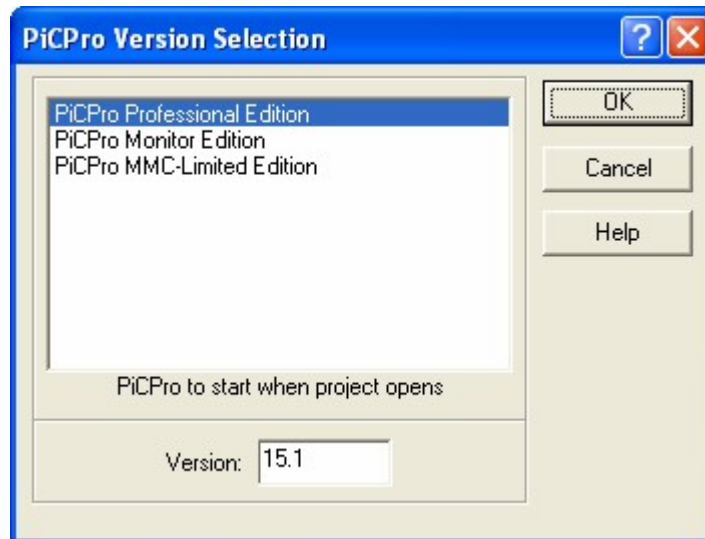 PiCPro Version Selection
PiCPro Professional Edition
PiCPro Monitor Edition
PiCPro MMC-Limited Edition
PiCPro to start when project opens
Version: 15.1
OK
Cancel
Help